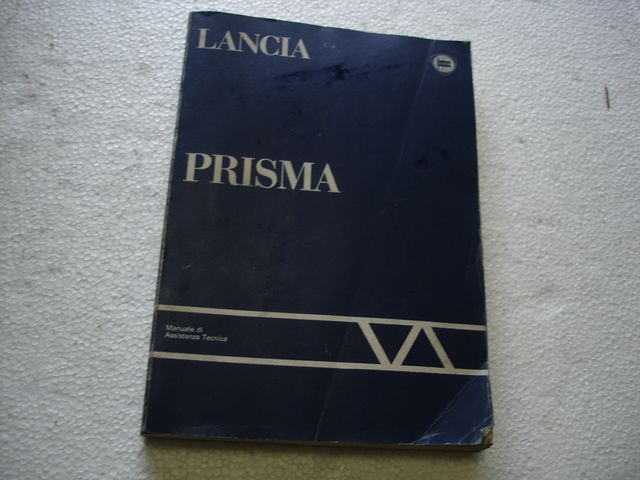 LANCIA
PRISMA
Manuale di
Assistenza Tecnica